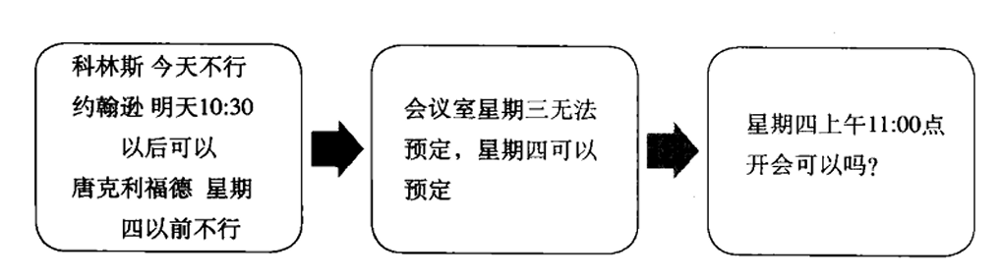 科林斯 今天不行
约翰逊 明天10:30
以后可以
唐克利福德 星期
四以前不行
会议室星期三无法
预定，星期四可以
预定
星期四上午11:00点
开会可以吗?